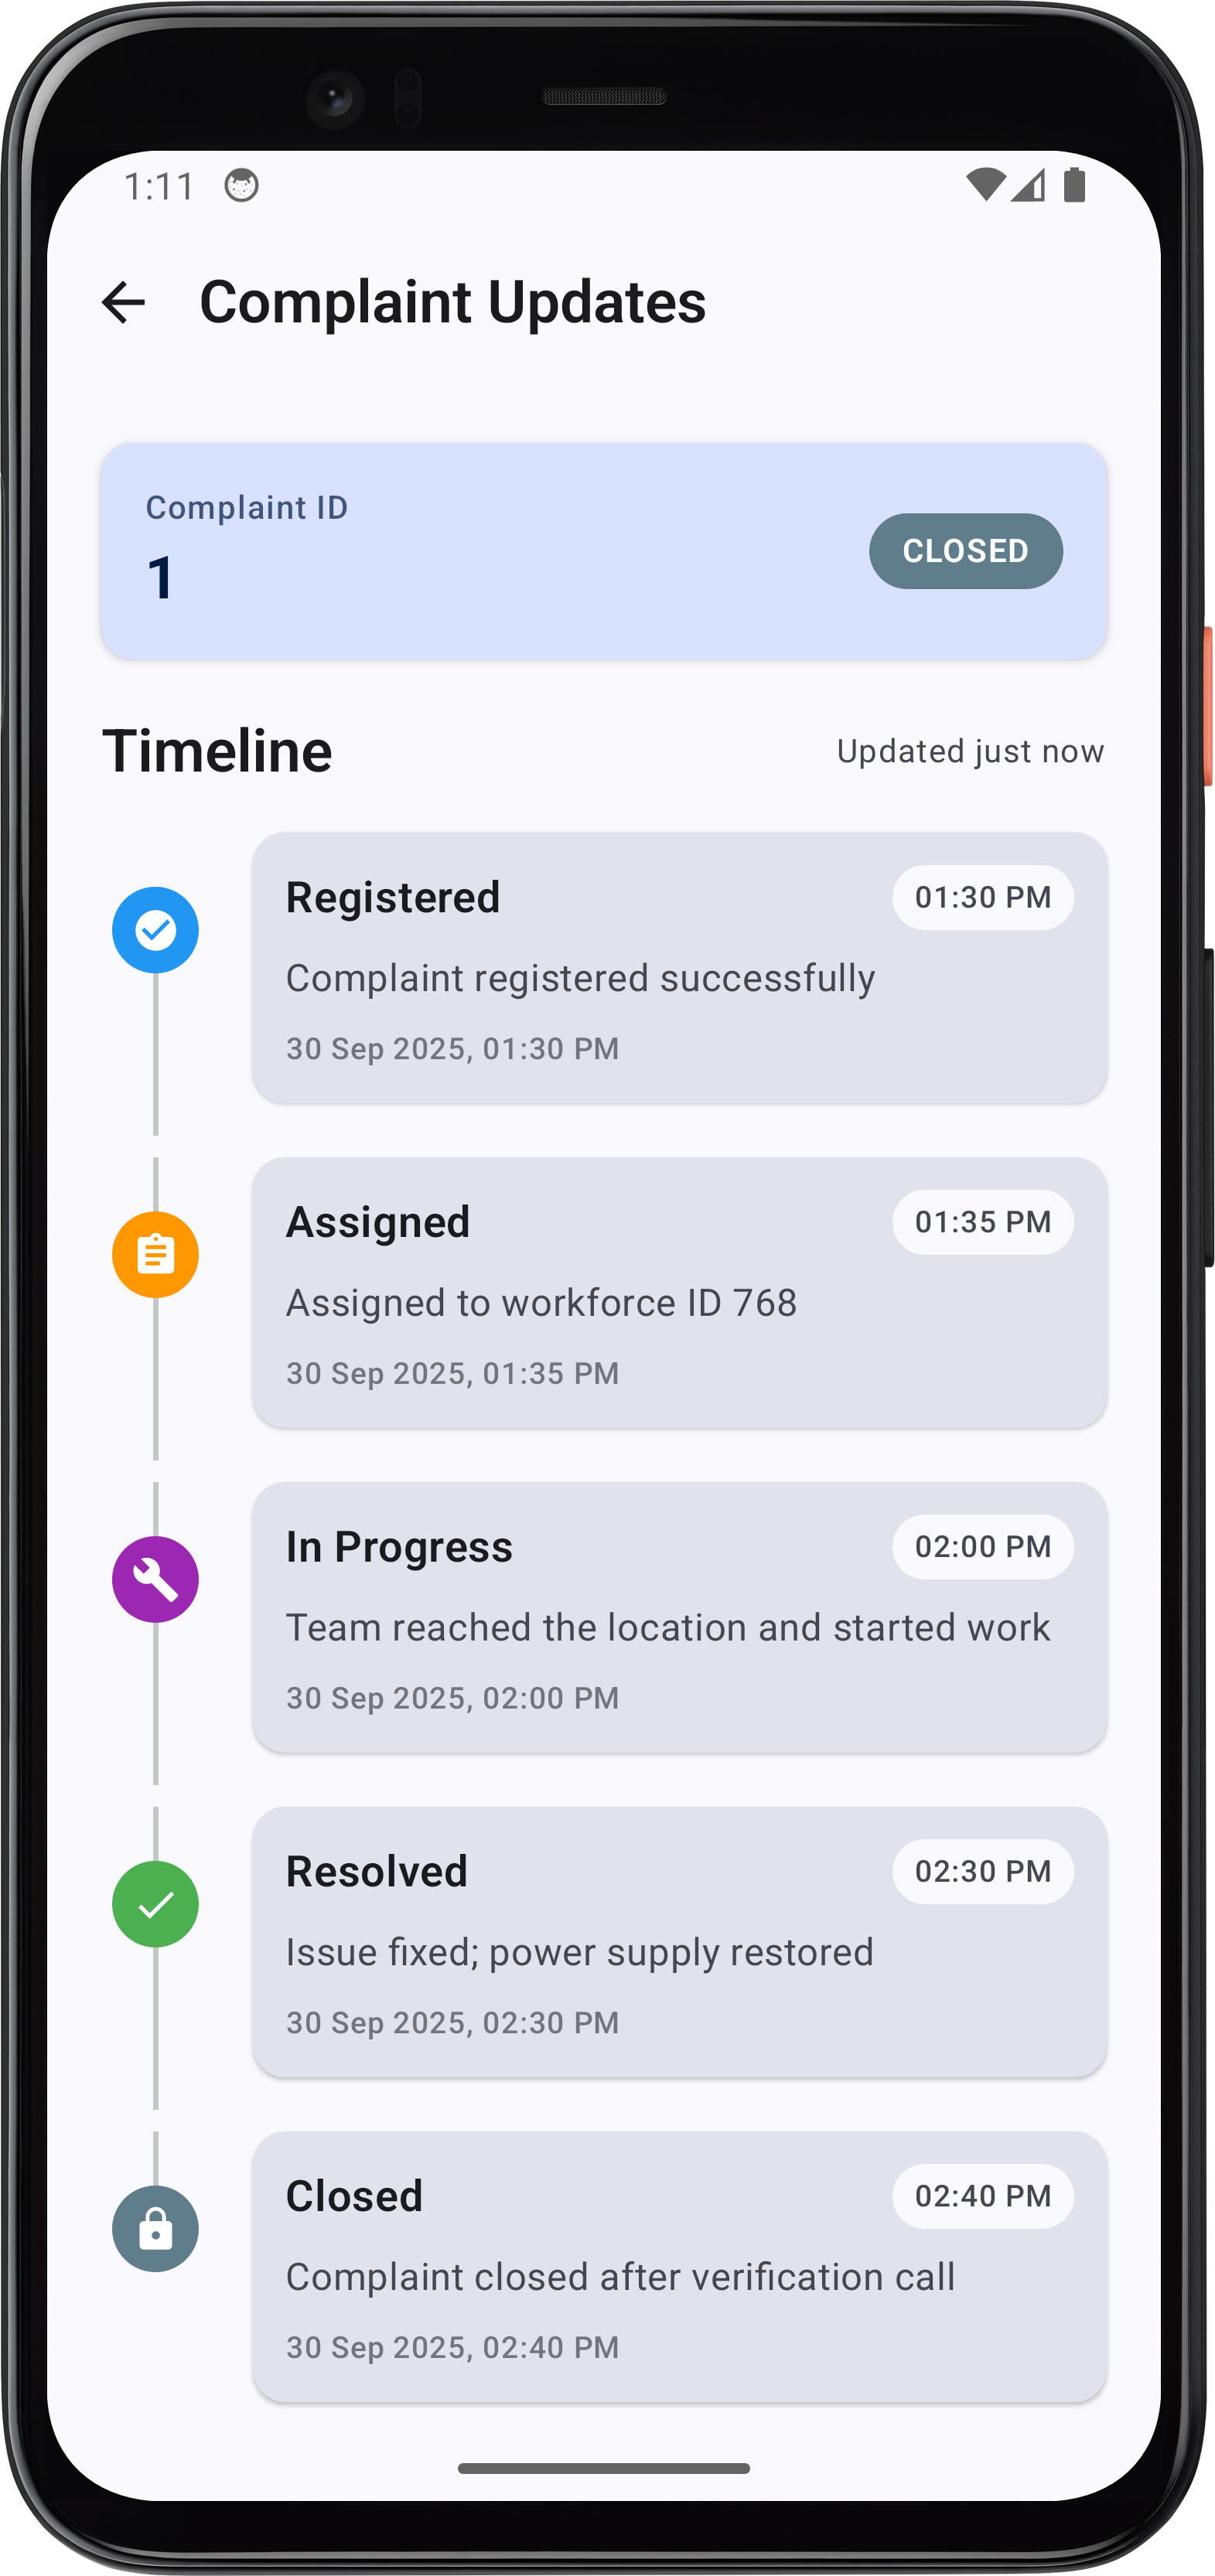 1:11
Complaint Updates
Complaint ID
1
CLOSED
Timeline
Updated just now
Registered
01:30 PM
Complaint registered successfully
30 Sep 2025, 01:30 PM
Assigned
01:35 PM
Assigned to workforce ID 768
30 Sep 2025, 01:35 PM
In Progress
02:00 PM
Team reached the location and started work
30 Sep 2025, 02:00 PM
Resolved
02:30 PM
Issue fixed; power supply restored
30 Sep 2025, 02:30 PM
Closed
02:40 PM
Complaint closed after verification call
30 Sep 2025, 02:40 PM